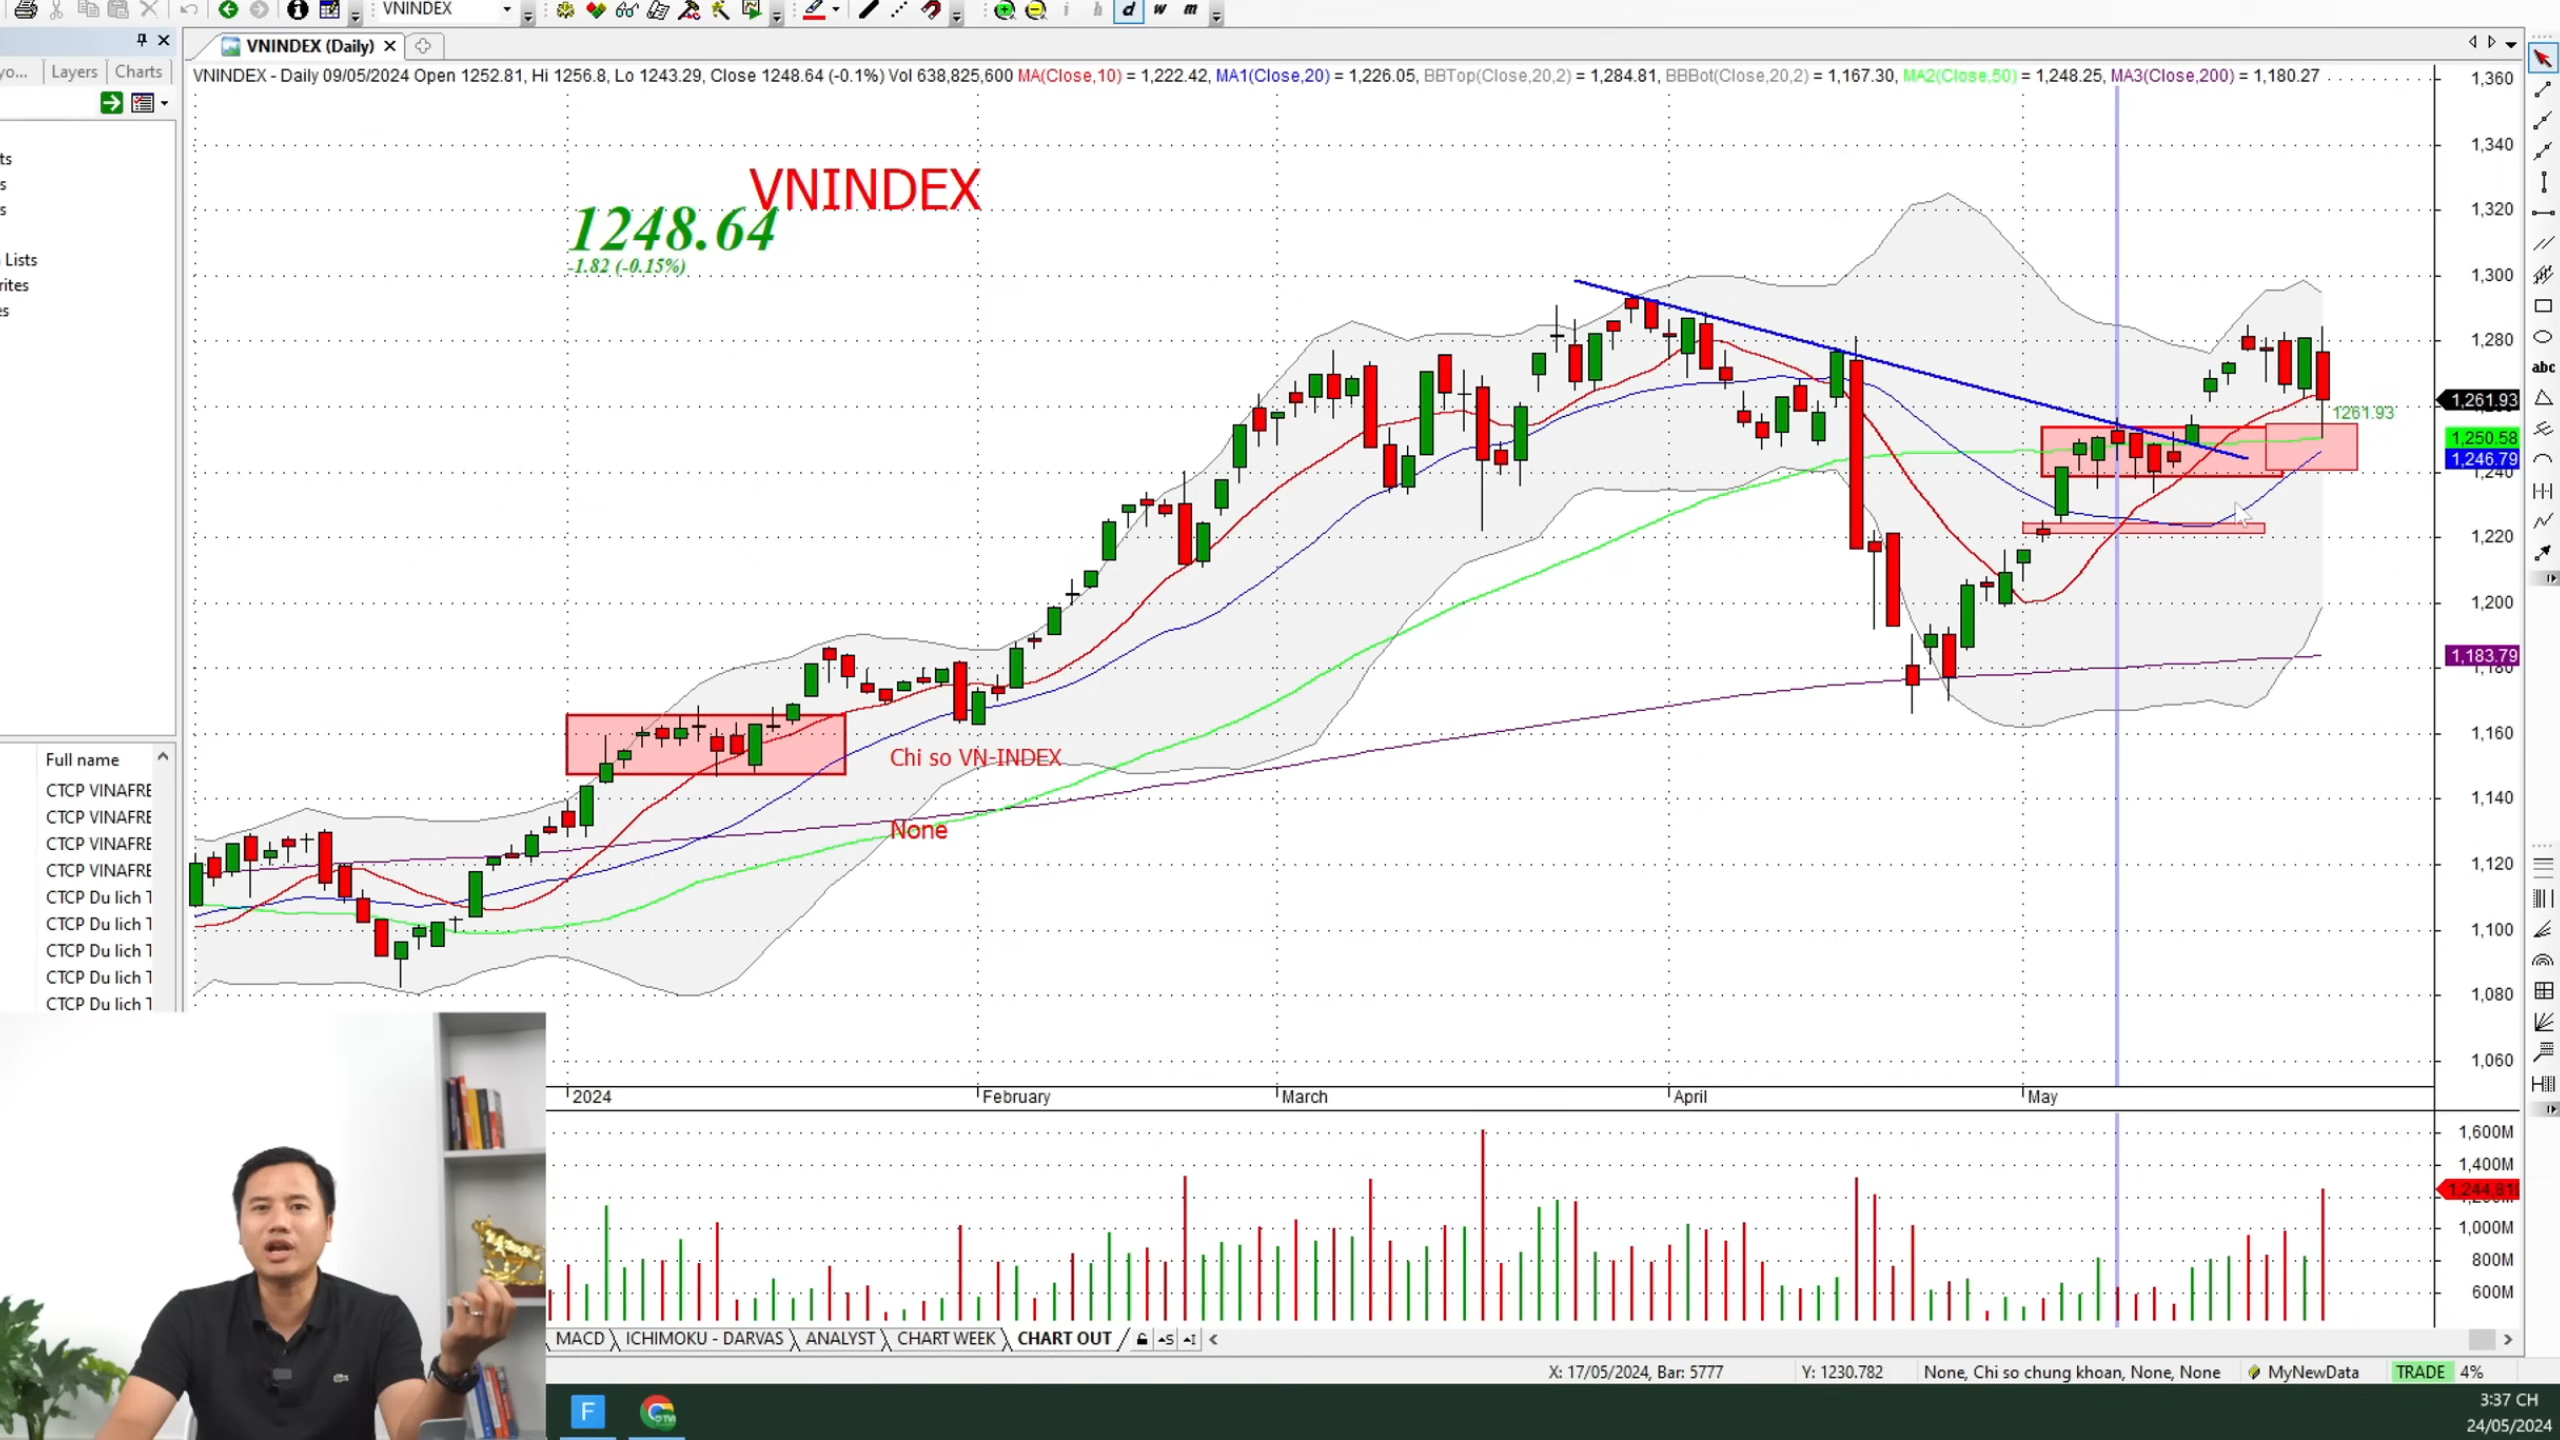 VNINDEX
d w m
VNINDEX (Daily)
Layers Charts
VNINDEX - Daily 09/05/2024 Open 1252.81, Hi 1256.8, Lo 1243.29, Close 1248.64 (-0.1%) Vol 638,825,600 MA(Close,10) = 1,222.42, MA1(Close,20) = 1,226.05, BBTop(Close,20,2) = 1,284.81, BBBot(Close,20,2) = 1,167.30, MA2(Close,50) = 1,248.25, MA3(Close,200) = 1,180.27
VNINDEX
1248.64
-1.82 (-0.15%)
Lists
1,360
1,340
1,320
1,300
1,280
1,261.93
1261.93
1,250.58
1,246.79
1,240
1,220
1,200
1,183.79
1,180
1,160
1,140
1,120
1,100
1,080
1,060
abc
Chi so VN-INDEX
None
Full name
CTCP VINAFRE
CTCP VINAFRE
CTCP VINAFRE
CTCP VINAFRE
CTCP Du lich T
CTCP Du lich T
CTCP Du lich T
CTCP Du lich T
CTCP Du lich T
2024 February March April May
1,600M
1,400M
1,244,81
1,000M
800M
600M
MACD ICHIMOKU - DARVAS ANALYST CHART WEEK CHART OUT
X: 17/05/2024, Bar: 5777 Y: 1230.782 None, Chi so chung khoan, None, None MyNewData TRADE 4%
F
3:37 CH
24/05/2024